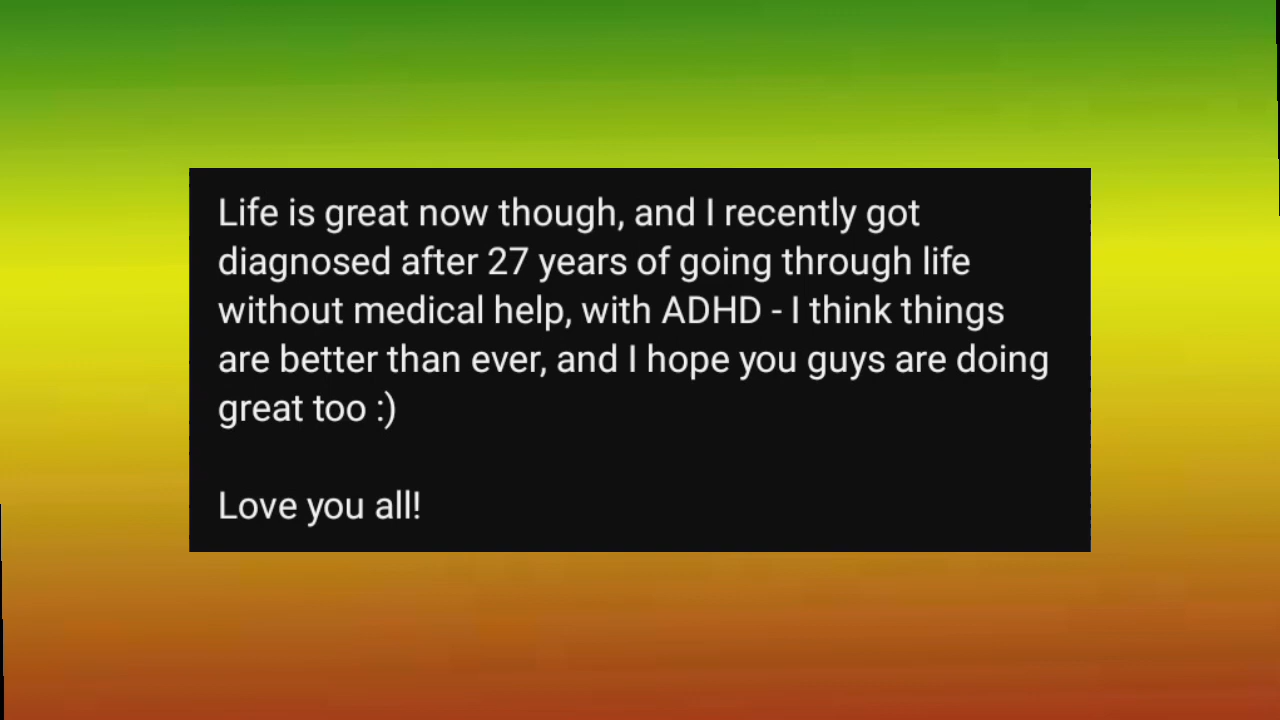 Life is great now though, and I recently got
diagnosed after 27 years of going through life
without medical help, with ADHD - I think things
are better than ever, and I hope you guys are doing
great too :)
Love you all!